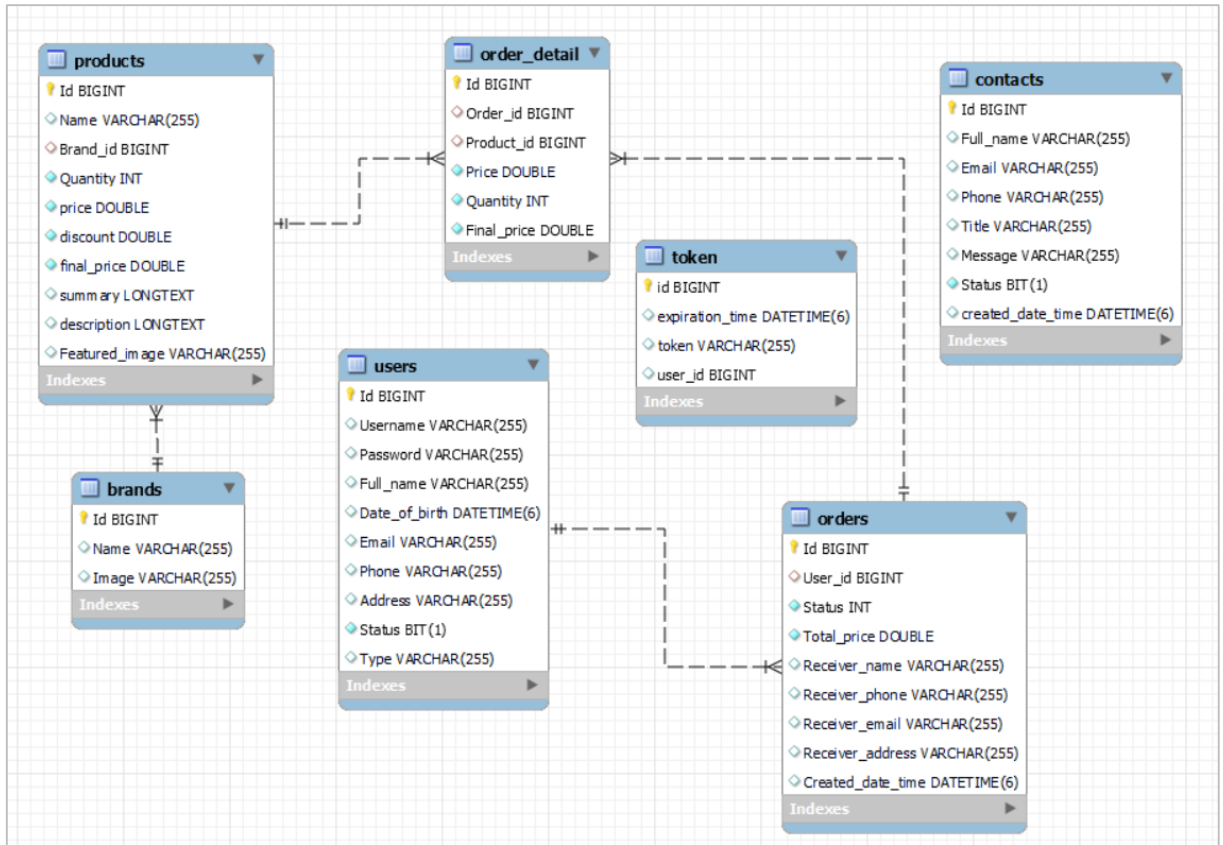 products
Id BIGINT
Name VARCHAR(255)
Brand_id BIGINT
Quantity INT
price DOUBLE
discount DOUBLE
final_price DOUBLE
summary LONGTEXT
description LONGTEXT
Featured_image VARCHAR(255)
Indexes
order_detail
Id BIGINT
Order_id BIGINT
Product_id BIGINT
Price DOUBLE
Quantity INT
Final_price DOUBLE
Indexes
contacts
Id BIGINT
Full_name VARCHAR(255)
Email VARCHAR(255)
Phone VARCHAR(255)
Title VARCHAR(255)
Message VARCHAR(255)
Status BIT(1)
created_date_time DATETIME(6)
Indexes
token
id BIGINT
expiration_time DATETIME(6)
token VARCHAR(255)
user_id BIGINT
Indexes
users
Id BIGINT
Username VARCHAR(255)
Password VARCHAR(255)
Full_name VARCHAR(255)
Date_of_birth DATETIME(6)
Email VARCHAR(255)
Phone VARCHAR(255)
Address VARCHAR(255)
Status BIT(1)
Type VARCHAR(255)
Indexes
brands
Id BIGINT
Name VARCHAR(255)
Image VARCHAR(255)
Indexes
orders
Id BIGINT
User_id BIGINT
Status INT
Total_price DOUBLE
Receiver_name VARCHAR(255)
Receiver_phone VARCHAR(255)
Receiver_email VARCHAR(255)
Receiver_address VARCHAR(255)
Created_date_time DATETIME(6)
Indexes